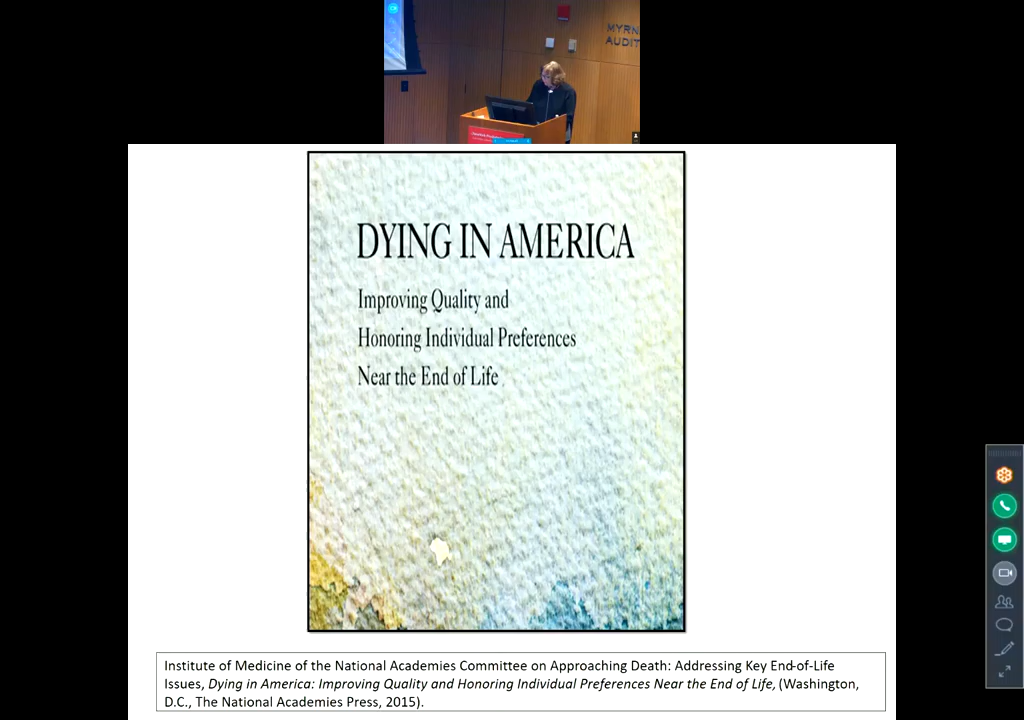 MYRN
AUDIT
DYING IN AMERICA
Improving Quality and
Honoring Individual Preferences
Near the End of Life
Institute of Medicine of the National Academies Committee on Approaching Death: Addressing Key End-of-Life
Issues, Dying in America: Improving Quality and Honoring Individual Preferences Near the End of Life, (Washington,
D.C., The National Academies Press, 2015).